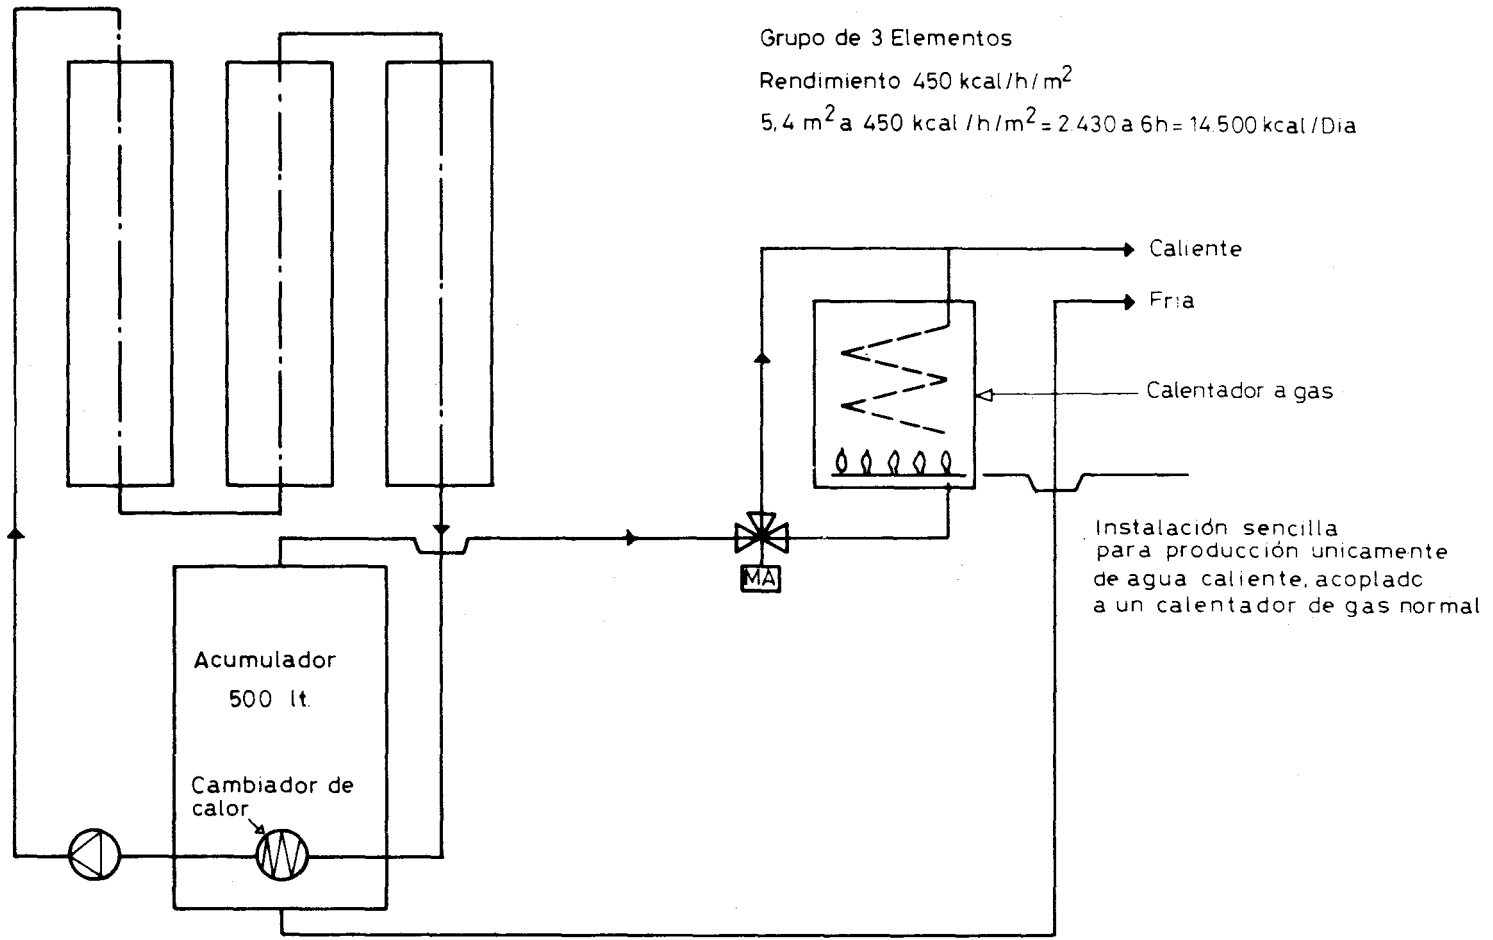 Grupo de 3 Elementos
Rendimiento 450 kcal/h/m²
5,4 m² a 450 kcal/h/m² = 2.430 a 6h = 14.500 kcal/Dia
Caliente
Fria
Calentador a gas
MA
Instalación sencilla
para producción unicamente
de agua caliente, acoplado
a un calentador de gas normal
Acumulador
500 lt.
Cambiador de
calor